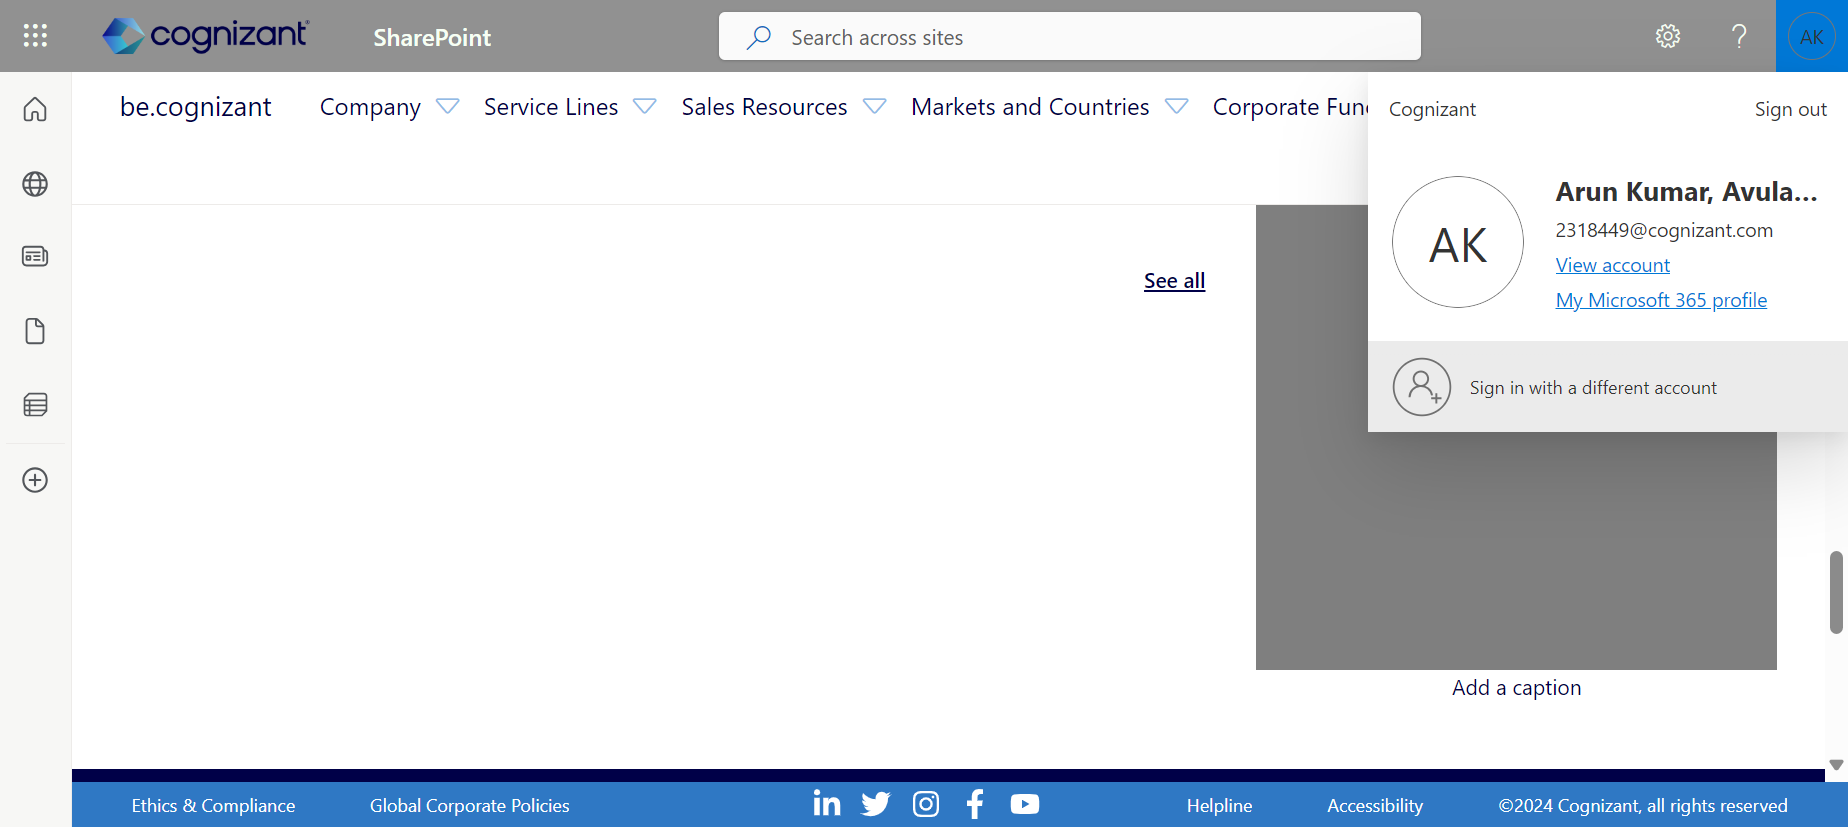 cognizant
SharePoint
Search across sites
AK
be.cognizant
Company
Service Lines
Sales Resources
Markets and Countries
Corporate Fun
Cognizant
Sign out
AK
Arun Kumar, Avula...
2318449@cognizant.com
View account
My Microsoft 365 profile
Sign in with a different account
See all
Add a caption
Ethics & Compliance
Global Corporate Policies
Helpline
Accessibility
©2024 Cognizant, all rights reserved